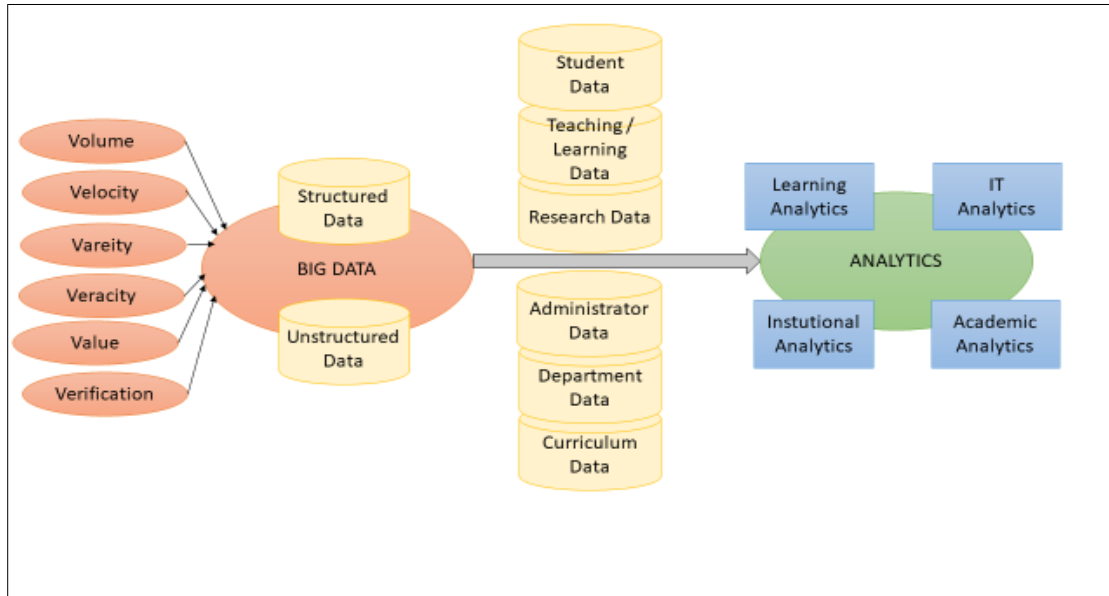 Volume
Velocity
Vareity
Veracity
Value
Verification
Structured
Data
BIG DATA
Unstructured
Data
Student
Data
Teaching /
Learning
Data
Research Data
Administrator
Data
Department
Data
Curriculum
Data
Learning
Analytics
IT
Analytics
ANALYTICS
Instutional
Analytics
Academic
Analytics